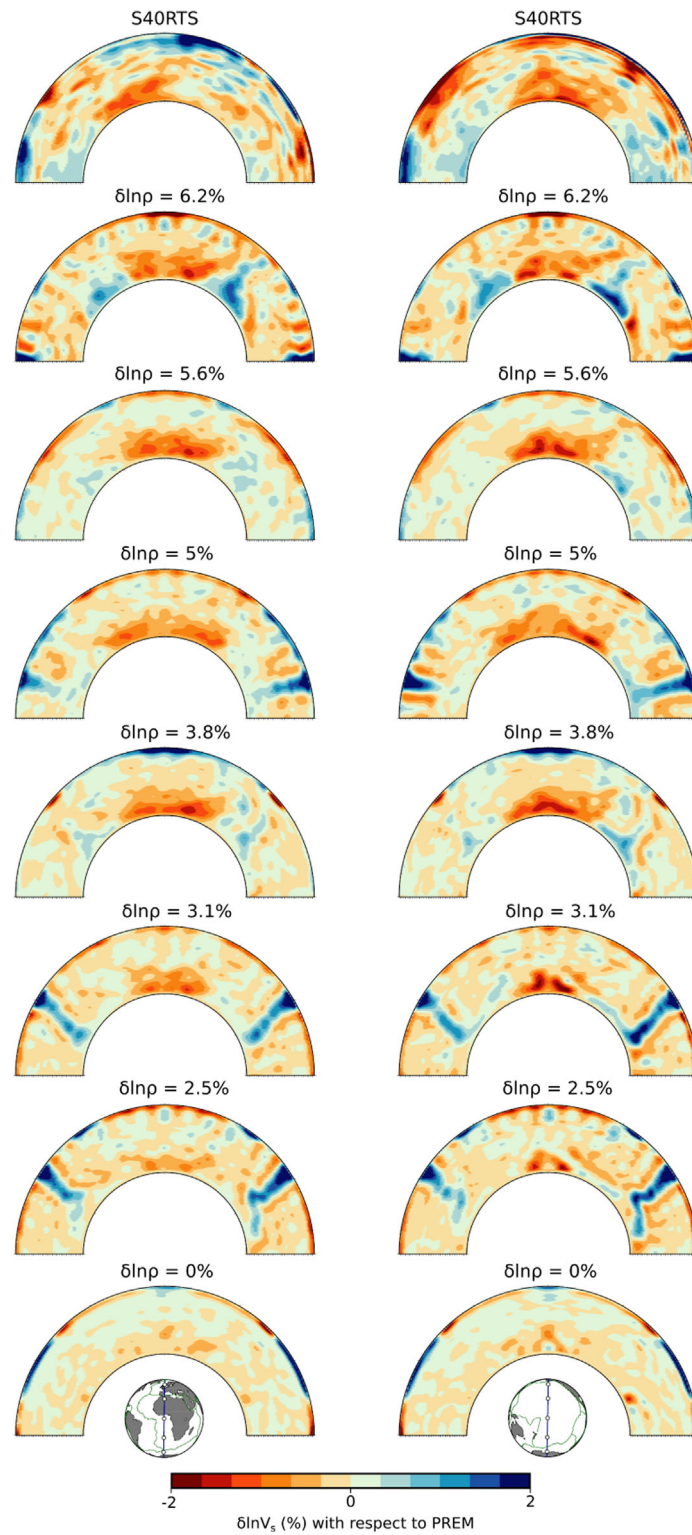 S40RTS S40RTS
δlnρ = 6.2% δlnρ = 6.2%
δlnρ = 5.6% δlnρ = 5.6%
δlnρ = 5% δlnρ = 5%
δlnρ = 3.8% δlnρ = 3.8%
δlnρ = 3.1% δlnρ = 3.1%
δlnρ = 2.5% δlnρ = 2.5%
δlnρ = 0% δlnρ = 0%
-2 0 2
δlnVₛ (%) with respect to PREM